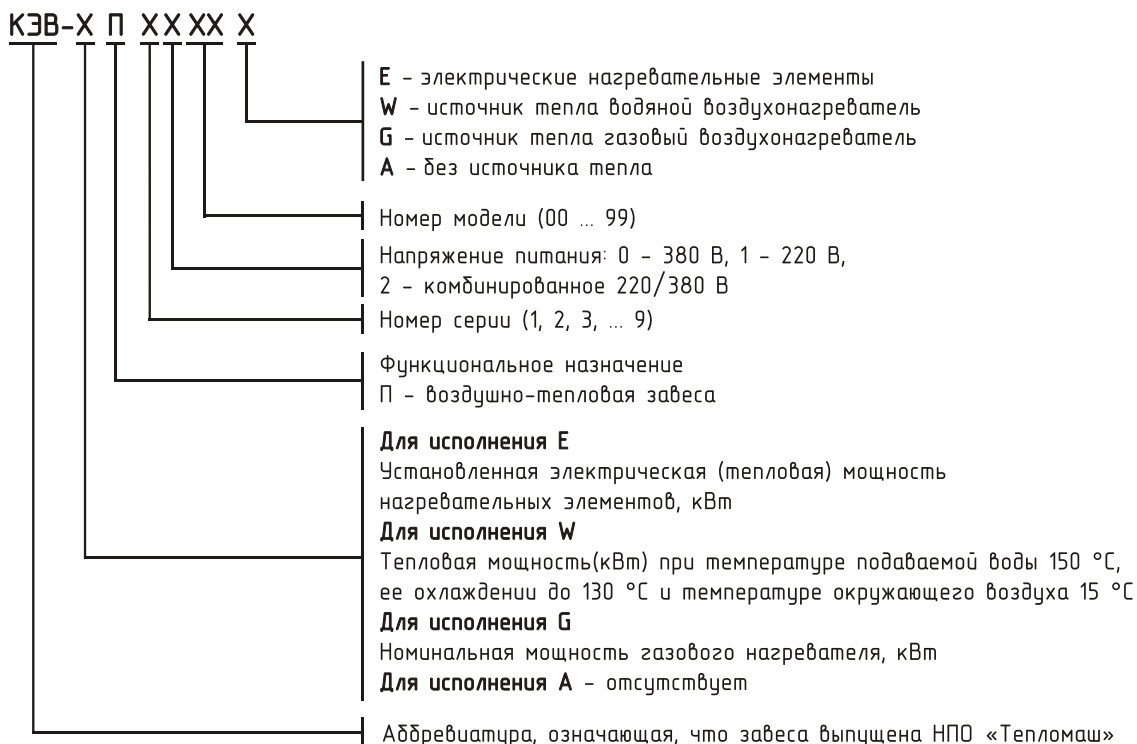 КЭВ-Х П Х Х ХХ Х
E - электрические нагревательные элементы
W - источник тепла водяной воздухонагреватель
G - источник тепла газовый воздухонагреватель
A - без источника тепла
Номер модели (00 ... 99)
Напряжение питания: 0 - 380 В, 1 - 220 В,
2 - комбинированное 220/380 В
Номер серии (1, 2, 3, ... 9)
Функциональное назначение
П - воздушно-тепловая завеса
Для исполнения E
Установленная электрическая (тепловая) мощность
нагревательных элементов, кВт
Для исполнения W
Тепловая мощность(кВт) при температуре подаваемой воды 150 °C,
ее охлаждении до 130 °C и температуре окружающего воздуха 15 °C
Для исполнения G
Номинальная мощность газового нагревателя, кВт
Для исполнения A - отсутствует
Аббревиатура, означающая, что завеса выпущена НПО «Тепломаш»